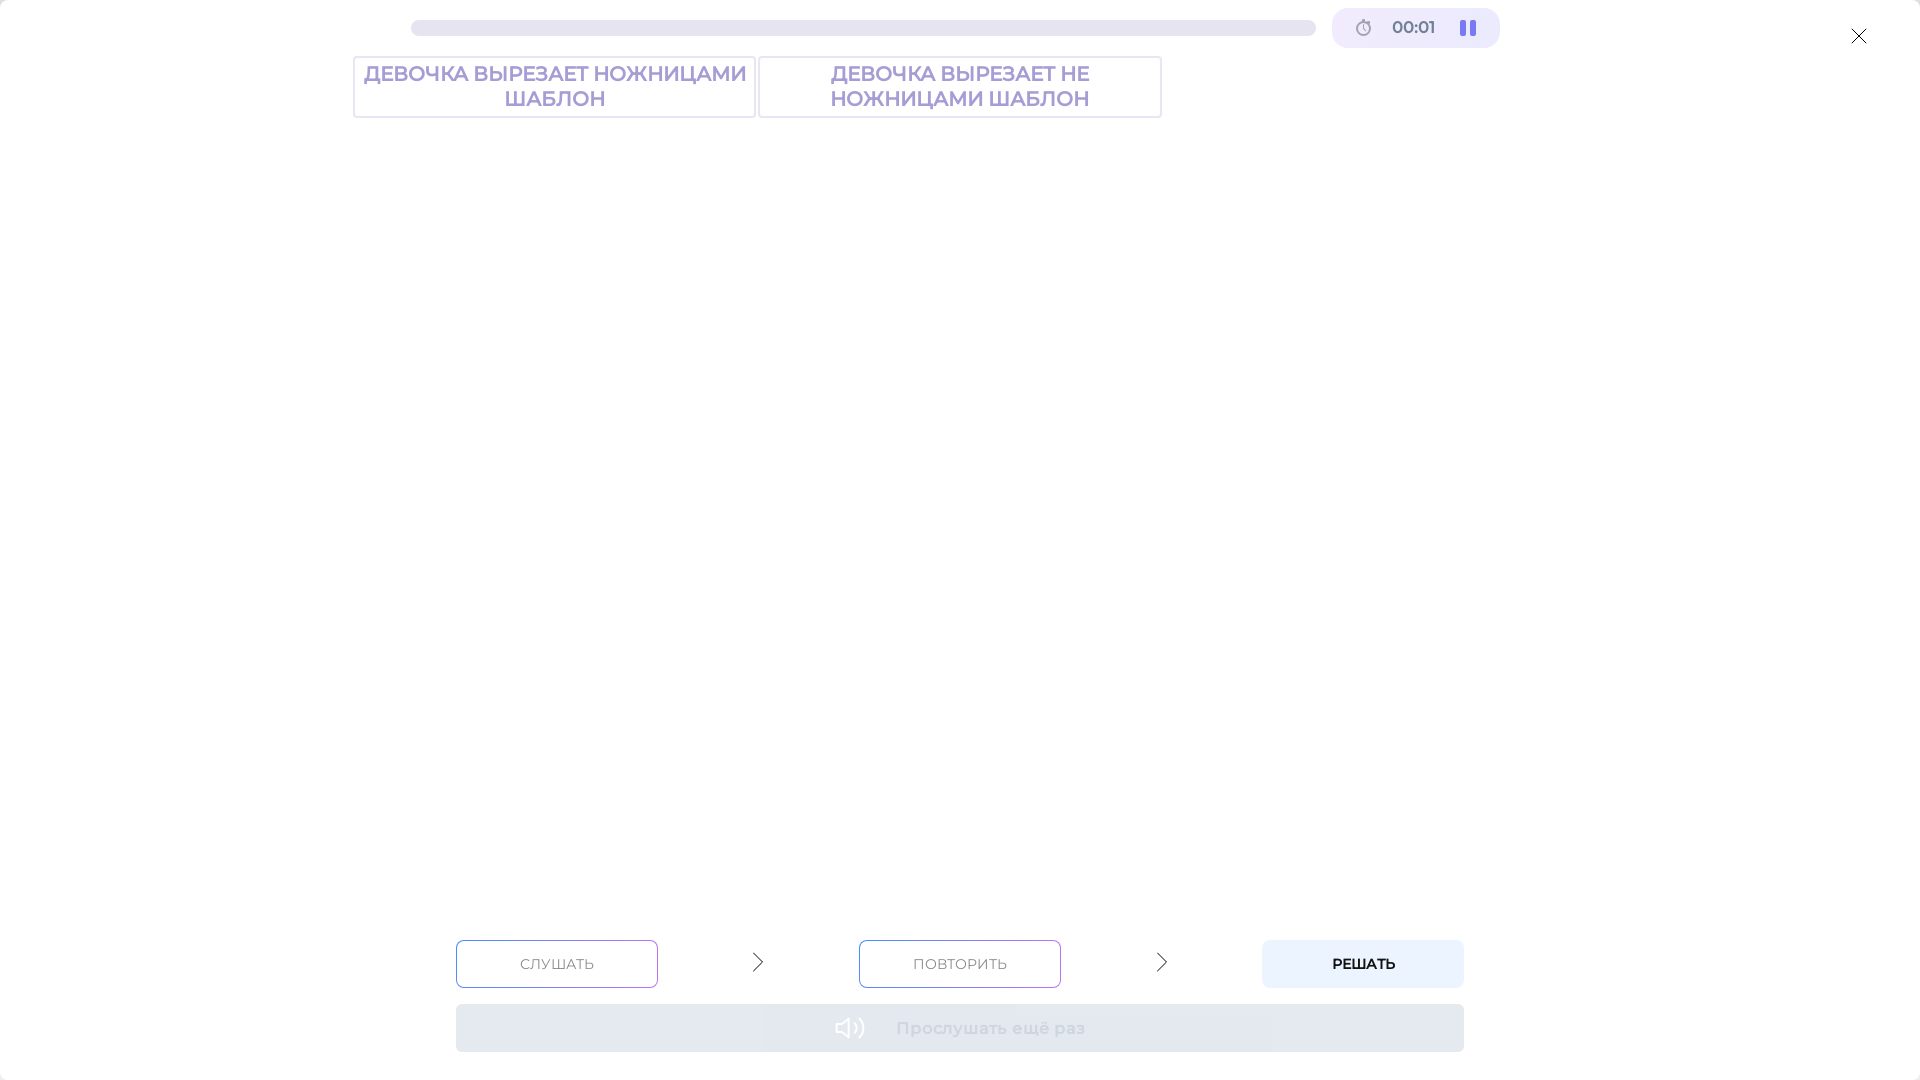 00:01
ДЕВОЧКА ВЫРЕЗАЕТ НОЖНИЦАМИ
ШАБЛОН
ДЕВОЧКА ВЫРЕЗАЕТ НЕ
НОЖНИЦАМИ ШАБЛОН
СЛУШАТЬ
ПОВТОРИТЬ
РЕШАТЬ
Прослушать ещё раз